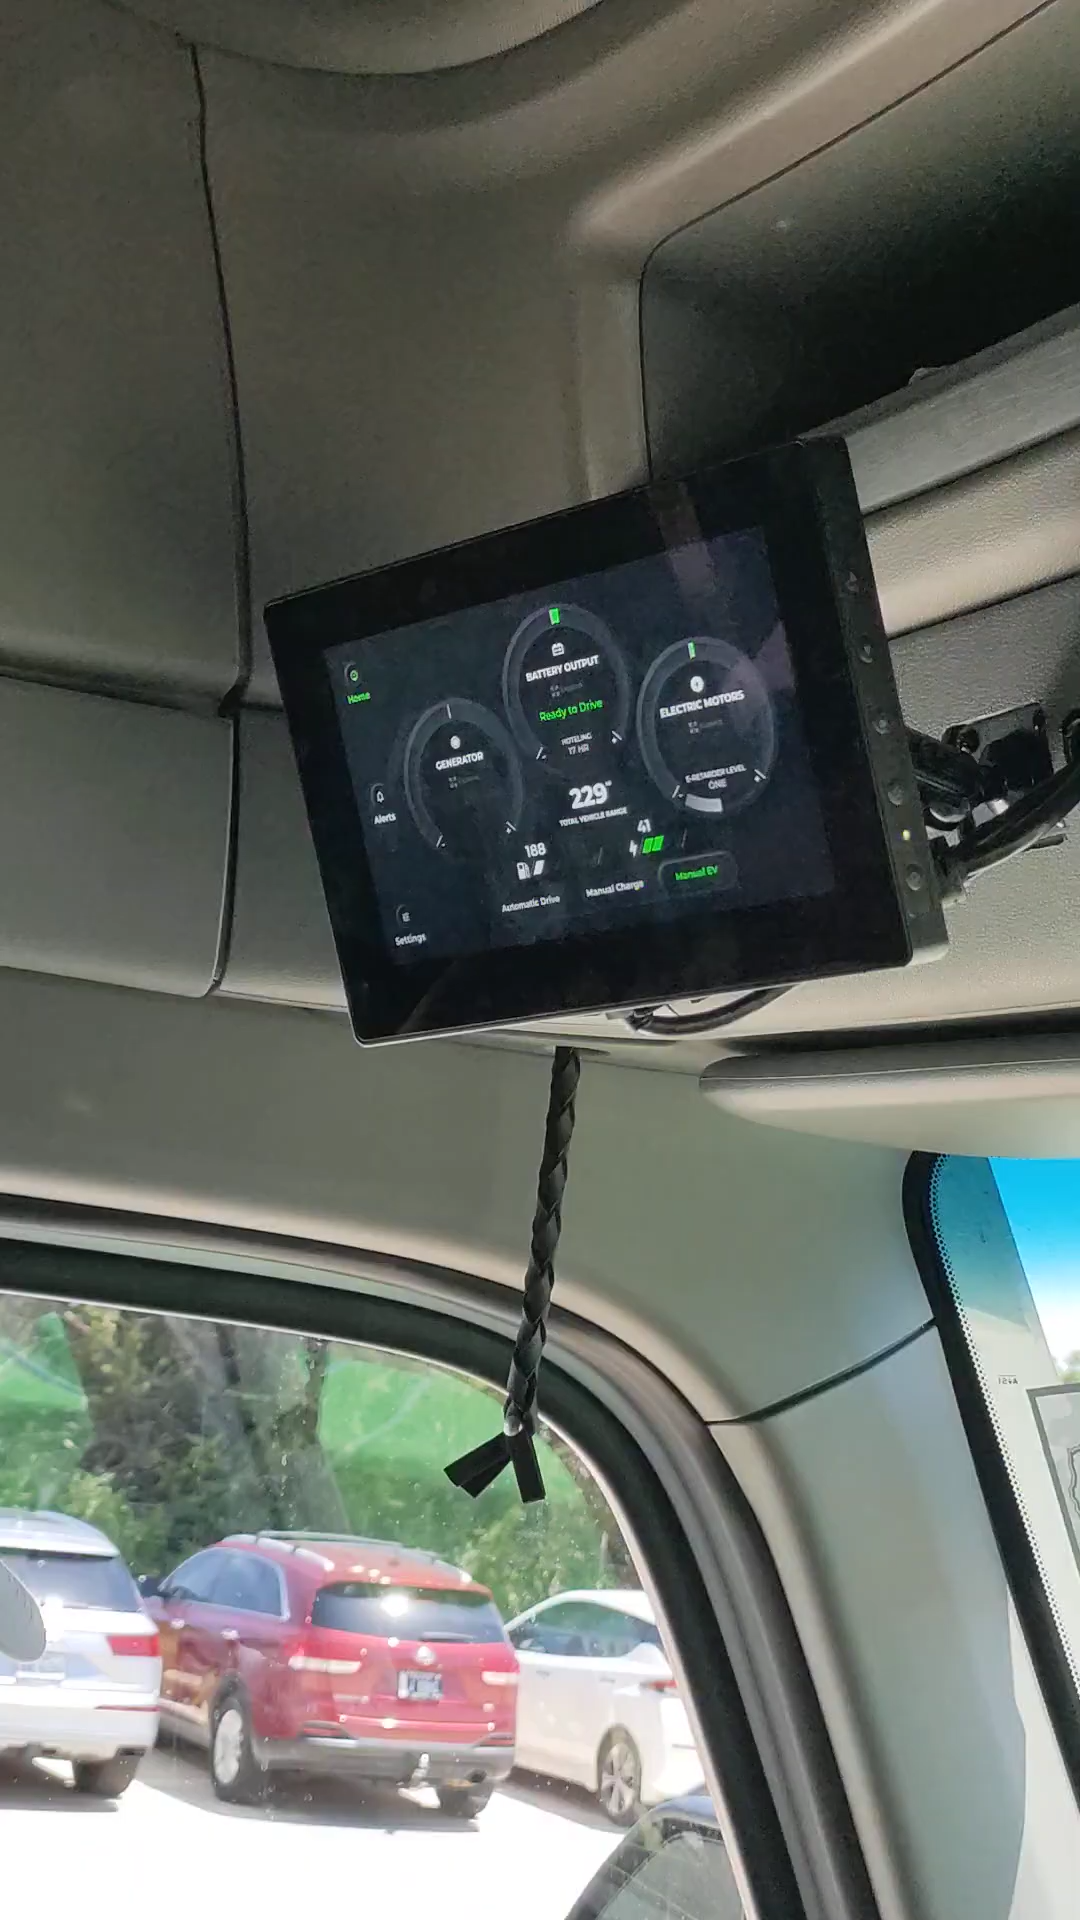 Home
Alerts
Settings
GENERATOR
BATTERY OUTPUT
Ready to Drive
HOTELING
17 HR
ELECTRIC MOTORS
E-RETARDER LEVEL
ONE
229
TOTAL VEHICLE RANGE
188
41
Automatic Drive
Manual Charge
Manual EV